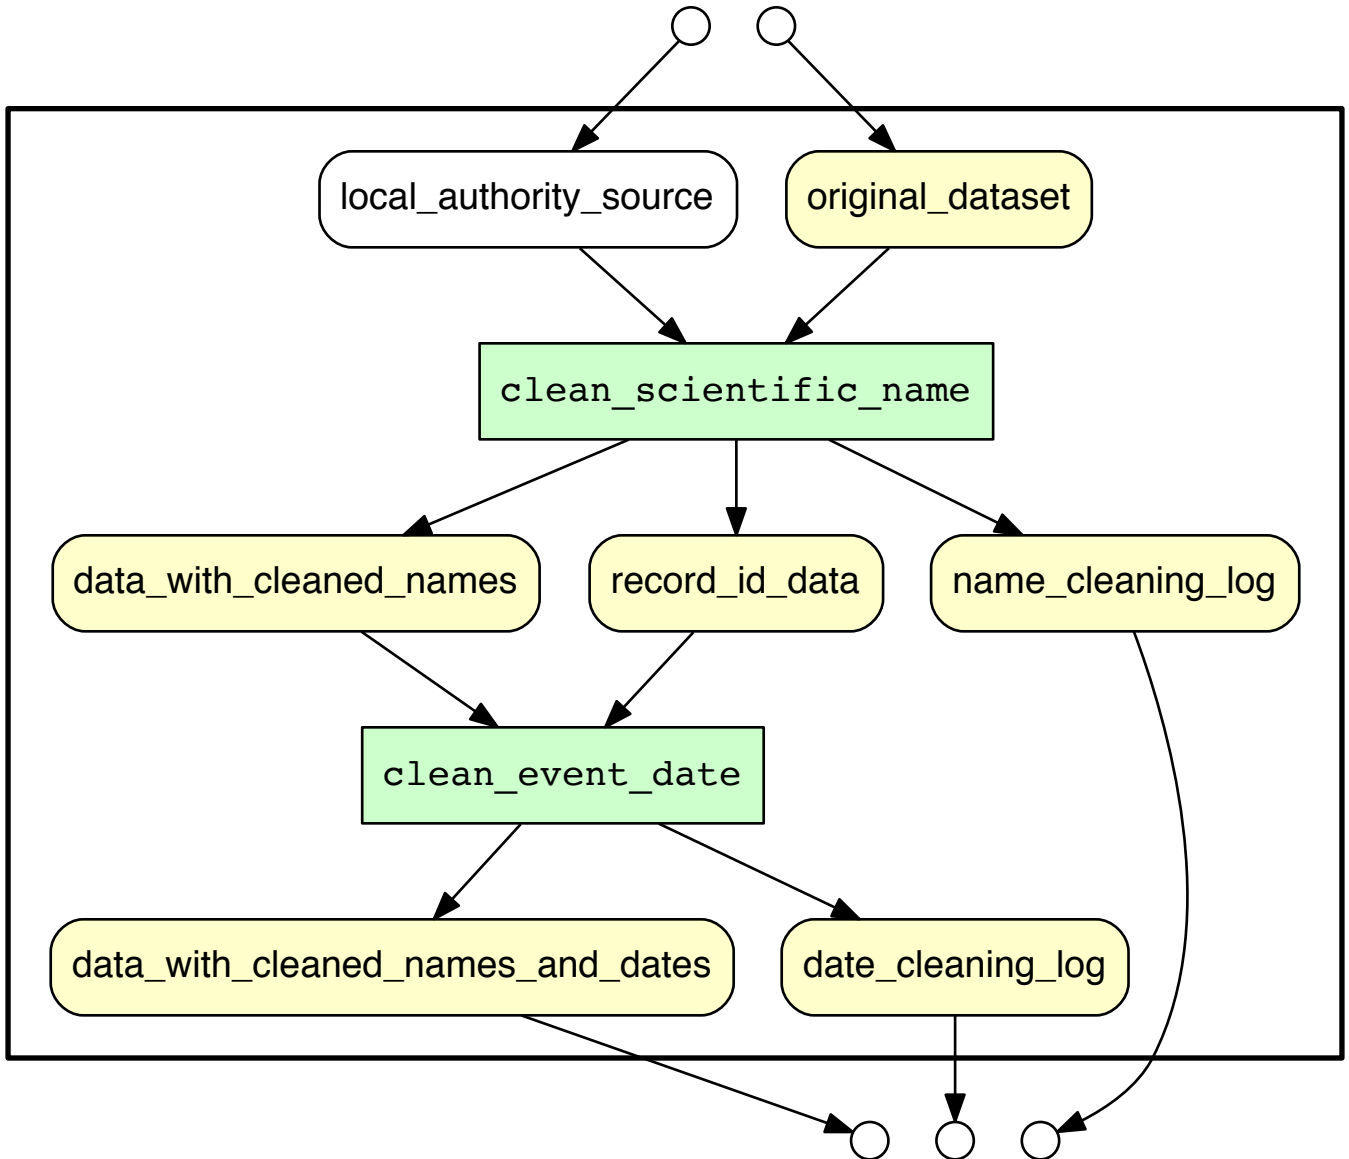 local_authority_source
original_dataset
clean_scientific_name
data_with_cleaned_names
record_id_data
name_cleaning_log
clean_event_date
data_with_cleaned_names_and_dates
date_cleaning_log